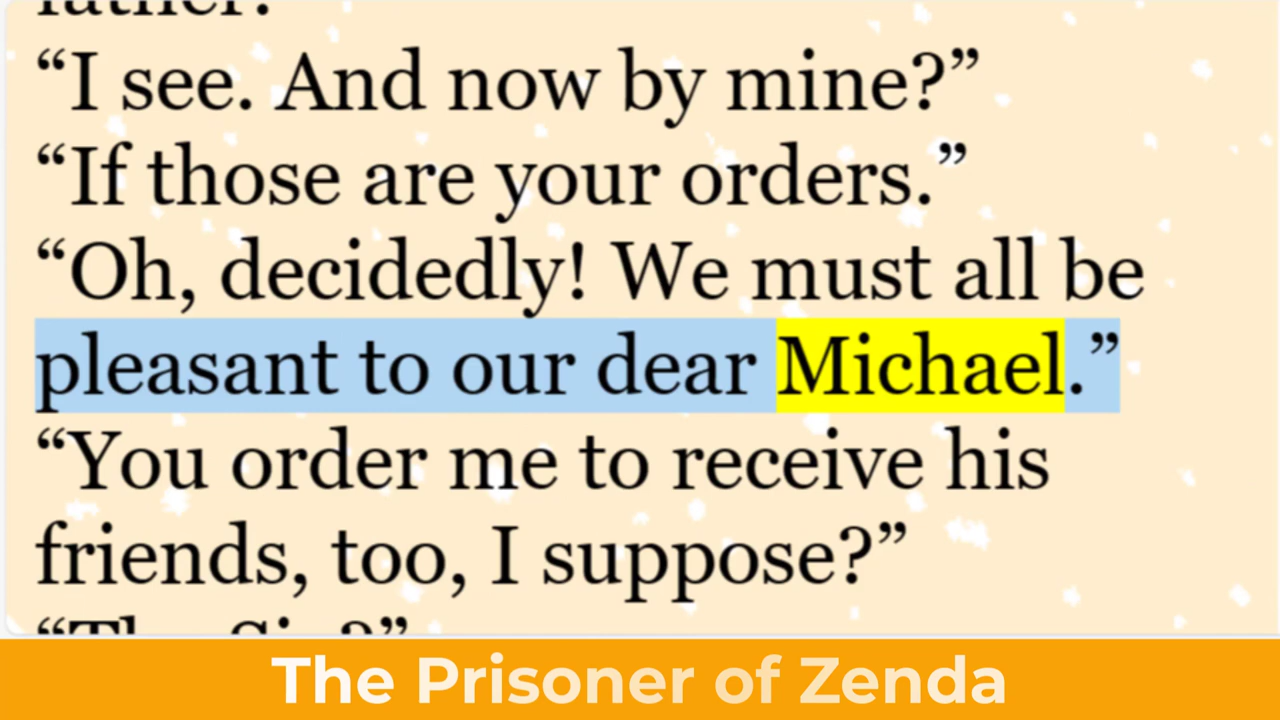 father.
“I see. And now by mine?”
“If those are your orders.”
“Oh, decidedly! We must all be
pleasant to our dear Michael.”
“You order me to receive his
friends, too, I suppose?”
The Prisoner of Zenda